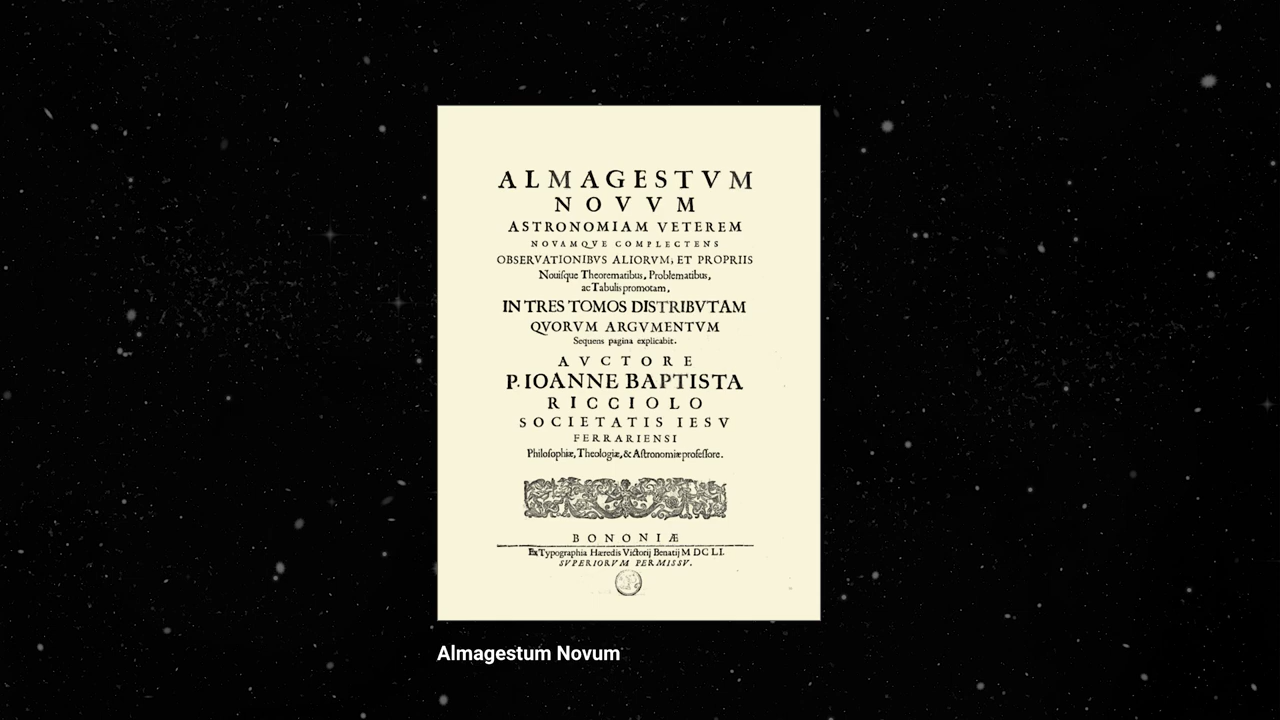 ALMAGESTVM
NOVVM
ASTRONOMIAM VETEREM
NOVAMQVE COMPLECTENS
OBSERVATIONIBVS ALIORVM, ET PROPRIIS
Nouiſque Theorematibus, Problematibus,
ac Tabulis promotam,
IN TRES TOMOS DISTRIBVTAM
QVORVM ARGVMENTVM
Sequens pagina explicabit.
AVCTORE
P. IOANNE BAPTISTA
RICCIOLO
SOCIETATIS IESV
FERRARIENSI
Philoſophiæ, Theologiæ, & Aſtronomiæ profeſſore.
BONONIÆ
Ex Typographia Hæredis Victorij Benatij M DC LI.
SVPERIORVM PERMISSV.
Almagestum Novum